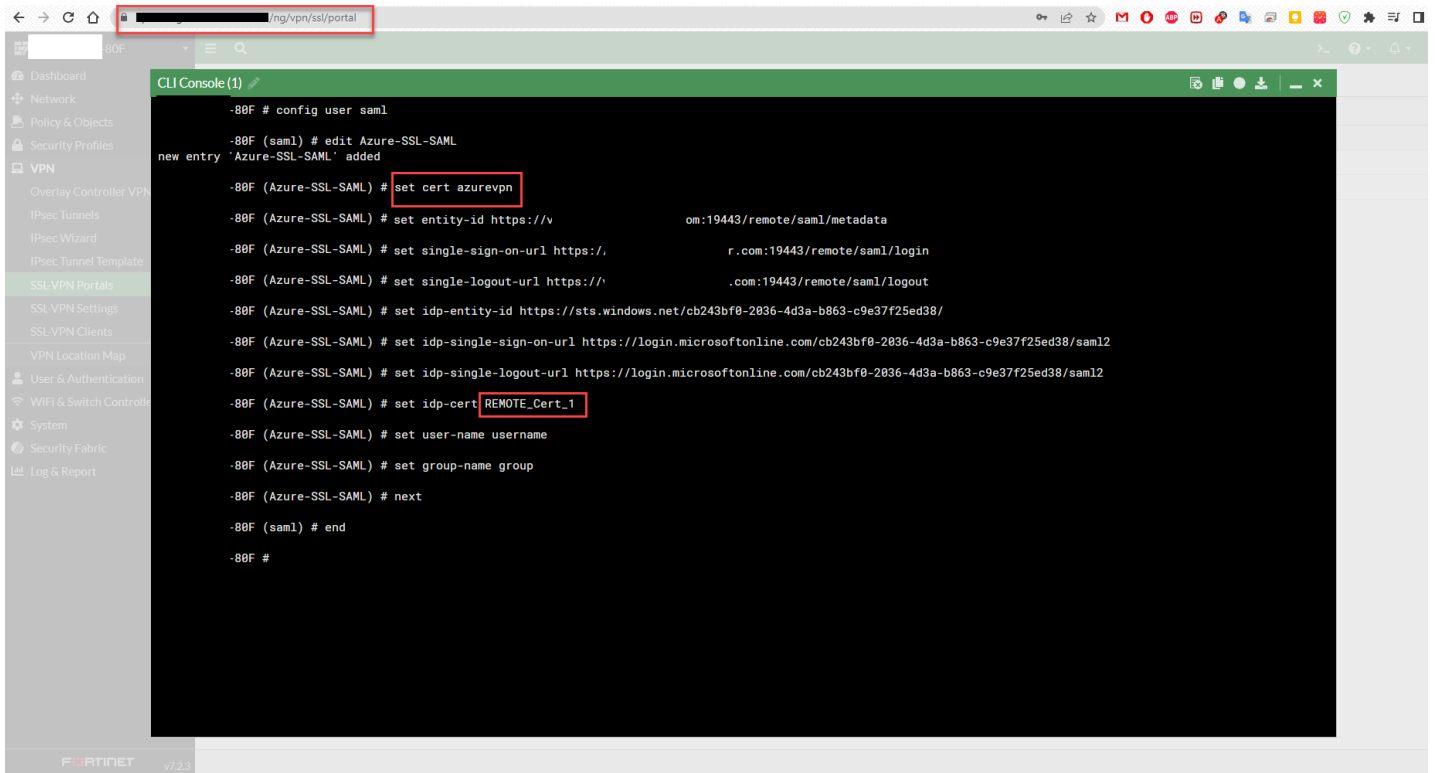 /ng/vpn/ssl/portal
-80F
CLI Console (1)
Dashboard
Network
Policy & Objects
Security Profiles
VPN
Overlay Controller VPN
IPsec Tunnels
IPsec Wizard
IPsec Tunnel Template
SSL-VPN Portals
SSL-VPN Settings
SSL-VPN Clients
VPN Location Map
User & Authentication
WiFi & Switch Controlle
System
Security Fabric
Log & Report
-80F # config user saml
-80F (saml) # edit Azure-SSL-SAML
new entry 'Azure-SSL-SAML' added
-80F (Azure-SSL-SAML) # set cert azurevpn
-80F (Azure-SSL-SAML) # set entity-id https://v om:19443/remote/saml/metadata
-80F (Azure-SSL-SAML) # set single-sign-on-url https:/ r.com:19443/remote/saml/login
-80F (Azure-SSL-SAML) # set single-logout-url https:// .com:19443/remote/saml/logout
-80F (Azure-SSL-SAML) # set idp-entity-id https://sts.windows.net/cb243bf0-2036-4d3a-b863-c9e37f25ed38/
-80F (Azure-SSL-SAML) # set idp-single-sign-on-url https://login.microsoftonline.com/cb243bf0-2036-4d3a-b863-c9e37f25ed38/saml2
-80F (Azure-SSL-SAML) # set idp-single-logout-url https://login.microsoftonline.com/cb243bf0-2036-4d3a-b863-c9e37f25ed38/saml2
-80F (Azure-SSL-SAML) # set idp-cert REMOTE_Cert_1
-80F (Azure-SSL-SAML) # set user-name username
-80F (Azure-SSL-SAML) # set group-name group
-80F (Azure-SSL-SAML) # next
-80F (saml) # end
-80F #
FORTINET v7.2.3